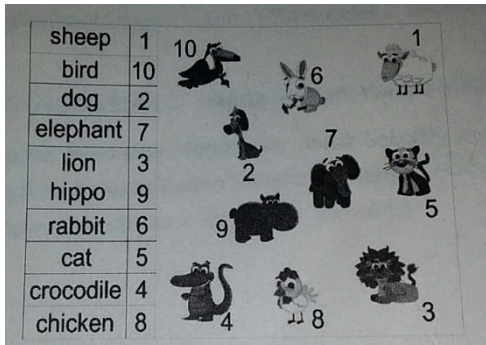 sheep 1
bird 10
dog 2
elephant 7
lion 3
hippo 9
rabbit 6
cat 5
crocodile 4
chicken 8
10
1
6
2
7
5
9
4
8
3